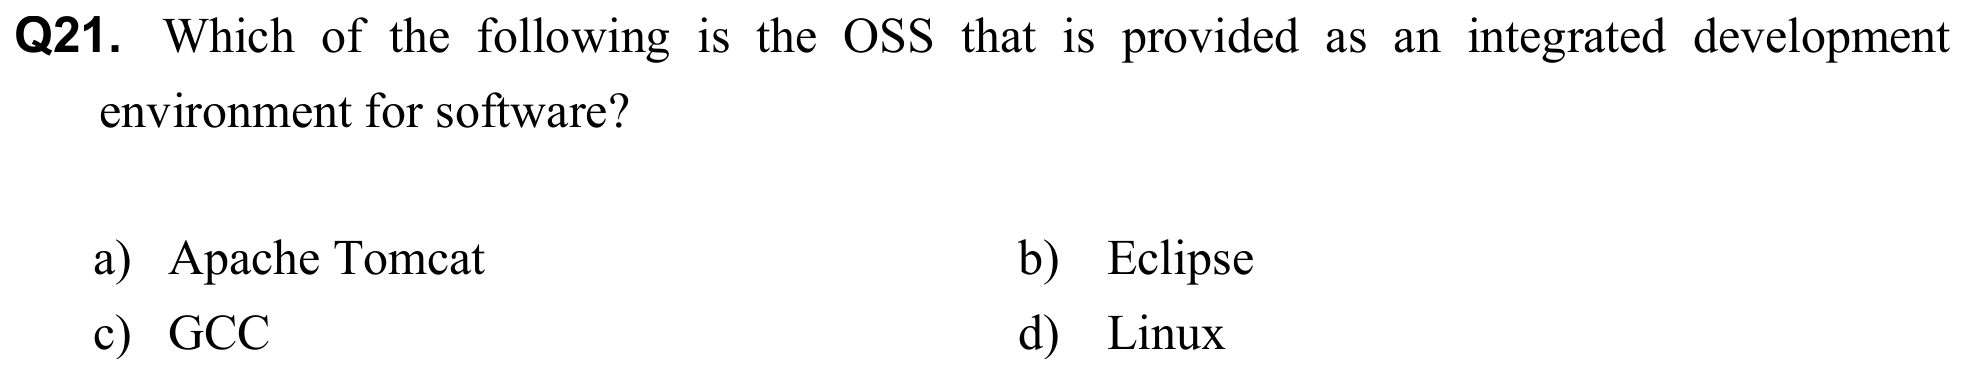 Q21. Which of the following is the OSS that is provided as an integrated development
environment for software?
a) Apache Tomcat b) Eclipse
c) GCC d) Linux